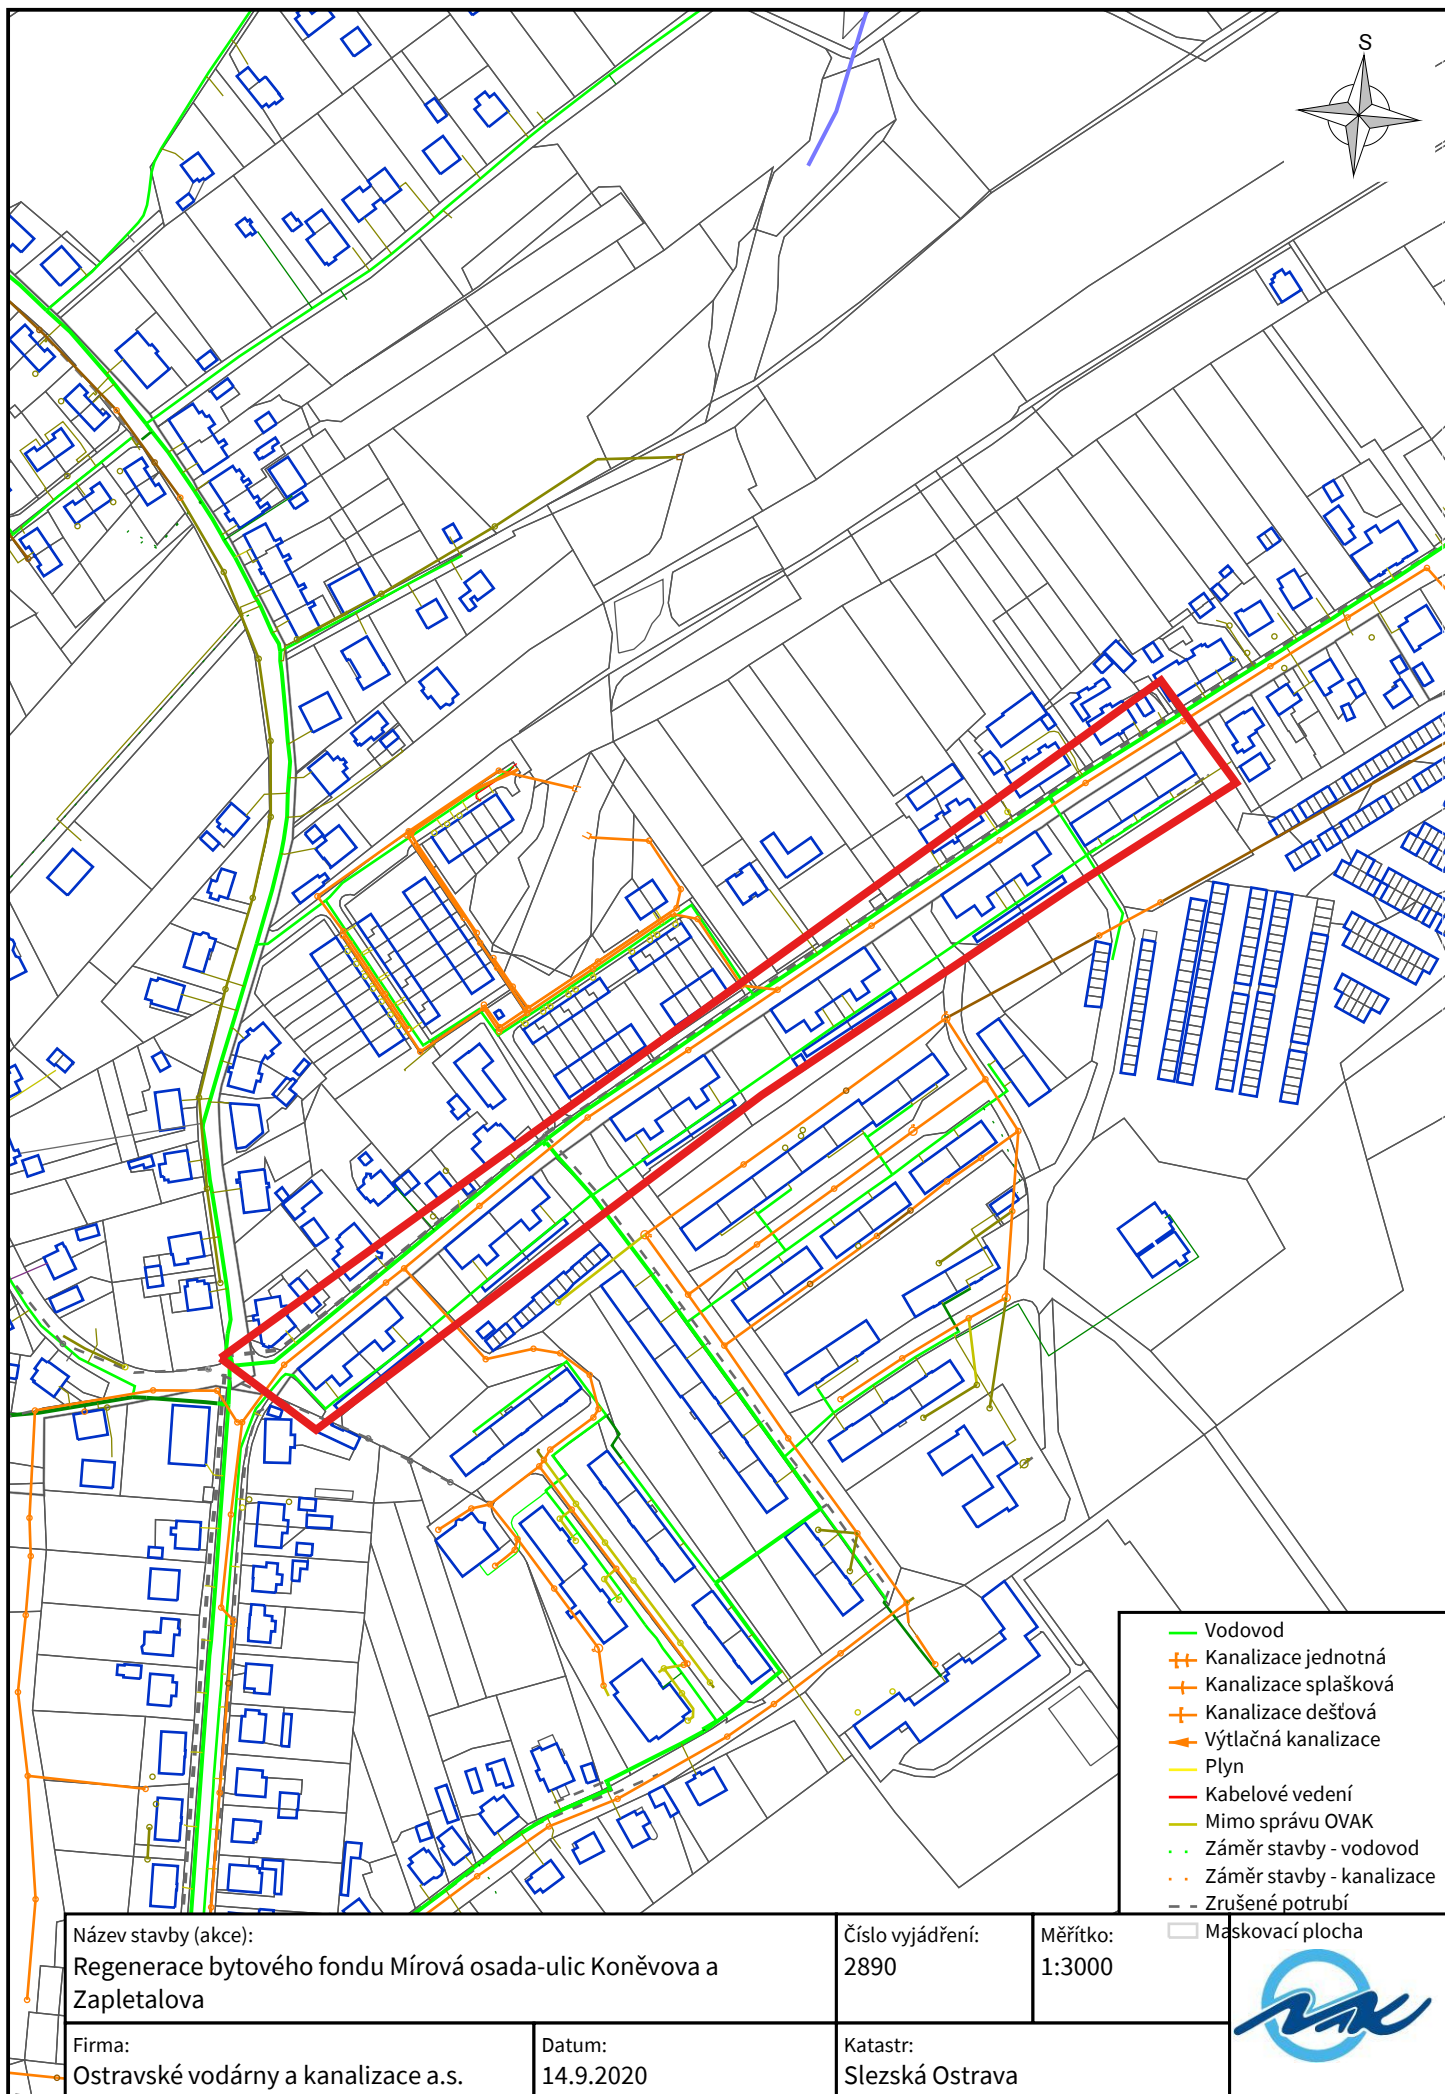 S
Vodovod
Kanalizace jednotná
Kanalizace splašková
Kanalizace dešťová
Výtlačná kanalizace
Plyn
Kabelové vedení
Mimo správu OVAK
Záměr stavby - vodovod
Záměr stavby - kanalizace
Zrušené potrubí
Maskovací plocha
Název stavby (akce):
Regenerace bytového fondu Mírová osada-ulic Koněvova a
Zapletalova
Číslo vyjádření:
2890
Měřítko:
1:3000
Firma:
Ostravské vodárny a kanalizace a.s.
Datum:
14.9.2020
Katastr:
Slezská Ostrava